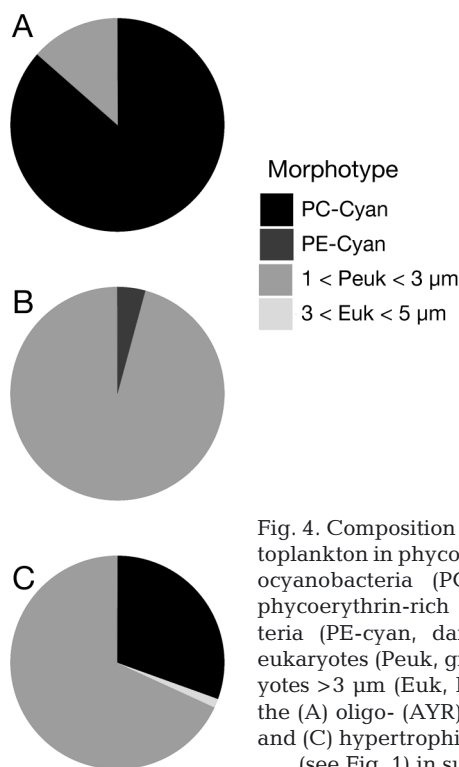 A
Morphotype
PC-Cyan
PE-Cyan
1 < Peuk < 3 µm
3 < Euk < 5 µm
B
C
Fig. 4. Composition
toplankton in phyco
ocyanobacteria (PC
phycoerythrin-rich
teria (PE-cyan, da
eukaryotes (Peuk, g
yotes >3 µm (Euk,
the (A) oligo- (AYR)
and (C) hypertrophi
(see Fig. 1) in su